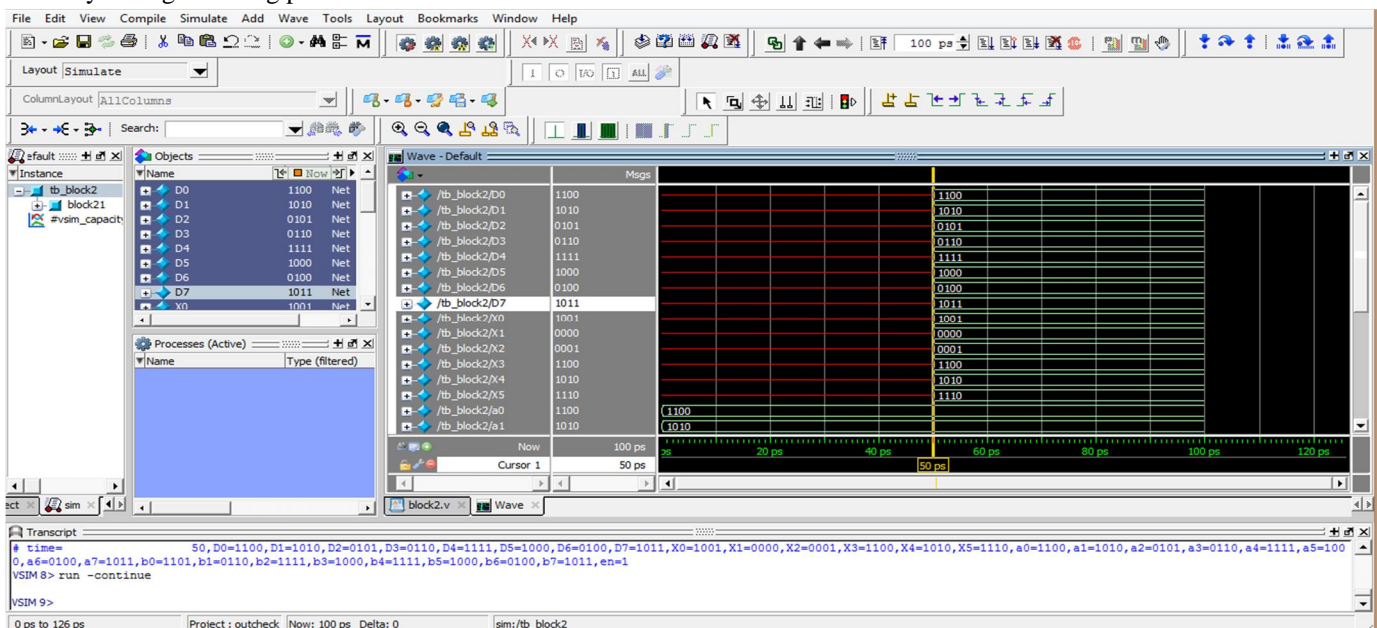 File Edit View Compile Simulate Add Wave Tools Layout Bookmarks Window Help
100 ps
Layout Simulate
ColumnLayout AllColumns
Search:
efault
Instance
tb_block2
block21
#vsim_capacity
Objects
Name Now
D0 1100 Net
D1 1010 Net
D2 0101 Net
D3 0110 Net
D4 1111 Net
D5 1000 Net
D6 0100 Net
D7 1011 Net
X0 1001 Net
Processes (Active)
Name Type (filtered)
Wave - Default
Msgs
/tb_block2/D0 1100 1100
/tb_block2/D1 1010 1010
/tb_block2/D2 0101 0101
/tb_block2/D3 0110 0110
/tb_block2/D4 1111 1111
/tb_block2/D5 1000 1000
/tb_block2/D6 0100 0100
/tb_block2/D7 1011 1011
/tb_block2/X0 1001 1001
/tb_block2/X1 0000 0000
/tb_block2/X2 0001 0001
/tb_block2/X3 1100 1100
/tb_block2/X4 1010 1010
/tb_block2/X5 1110 1110
/tb_block2/a0 1100 1100
/tb_block2/a1 1010 1010
Now 100 ps ps 20 ps 40 ps 60 ps 80 ps 100 ps 120 ps
Cursor 1 50 ps 50 ps
ect sim block2.v Wave
Transcript
# time= 50,D0=1100,D1=1010,D2=0101,D3=0110,D4=1111,D5=1000,D6=0100,D7=1011,X0=1001,X1=0000,X2=0001,X3=1100,X4=1010,X5=1110,a0=1100,a1=1010,a2=0101,a3=0110,a4=1111,a5=100
0,a6=0100,a7=1011,b0=1101,b1=0110,b2=1111,b3=1000,b4=1111,b5=1000,b6=0100,b7=1011,en=1
VSIM 8> run -continue
VSIM 9>
0 ps to 126 ps Project : outcheck Now: 100 ps Delta: 0 sim:/tb_block2